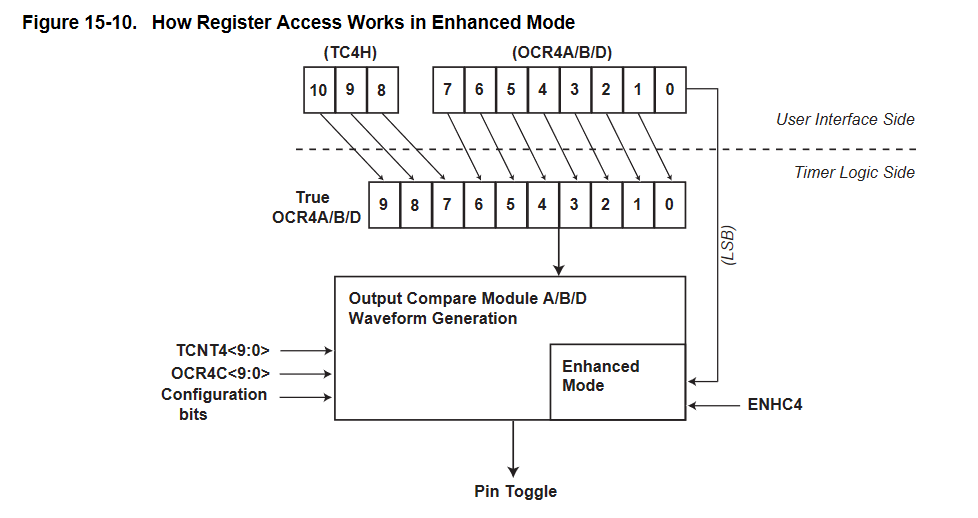 Figure 15-10. How Register Access Works in Enhanced Mode
(TC4H) (OCR4A/B/D)
10 9 8 7 6 5 4 3 2 1 0
User Interface Side
Timer Logic Side
True
OCR4A/B/D
9 8 7 6 5 4 3 2 1 0
(LSB)
Output Compare Module A/B/D
Waveform Generation
TCNT4<9:0>
OCR4C<9:0>
Configuration
bits
Enhanced
Mode
ENHC4
Pin Toggle